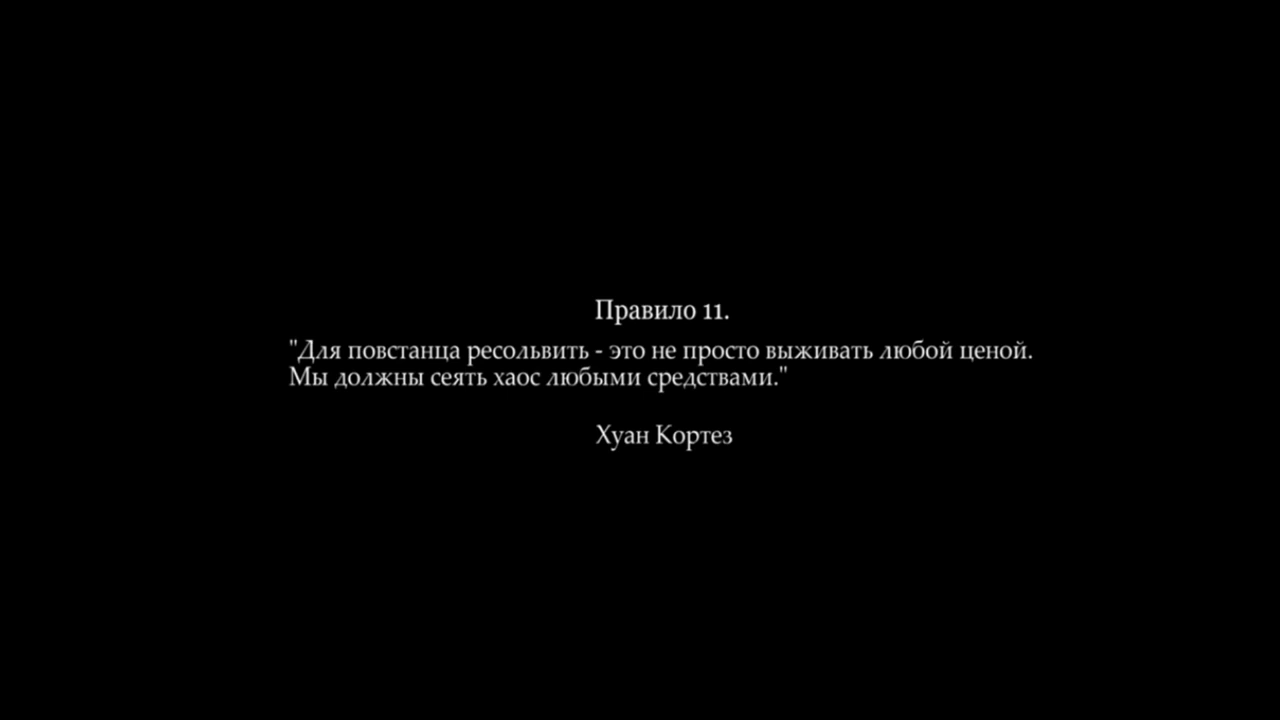 Правило 11.
"Для повстанца ресольвить - это не просто выживать любой ценой.
Мы должны сеять хаос любыми средствами."
Хуан Кортез